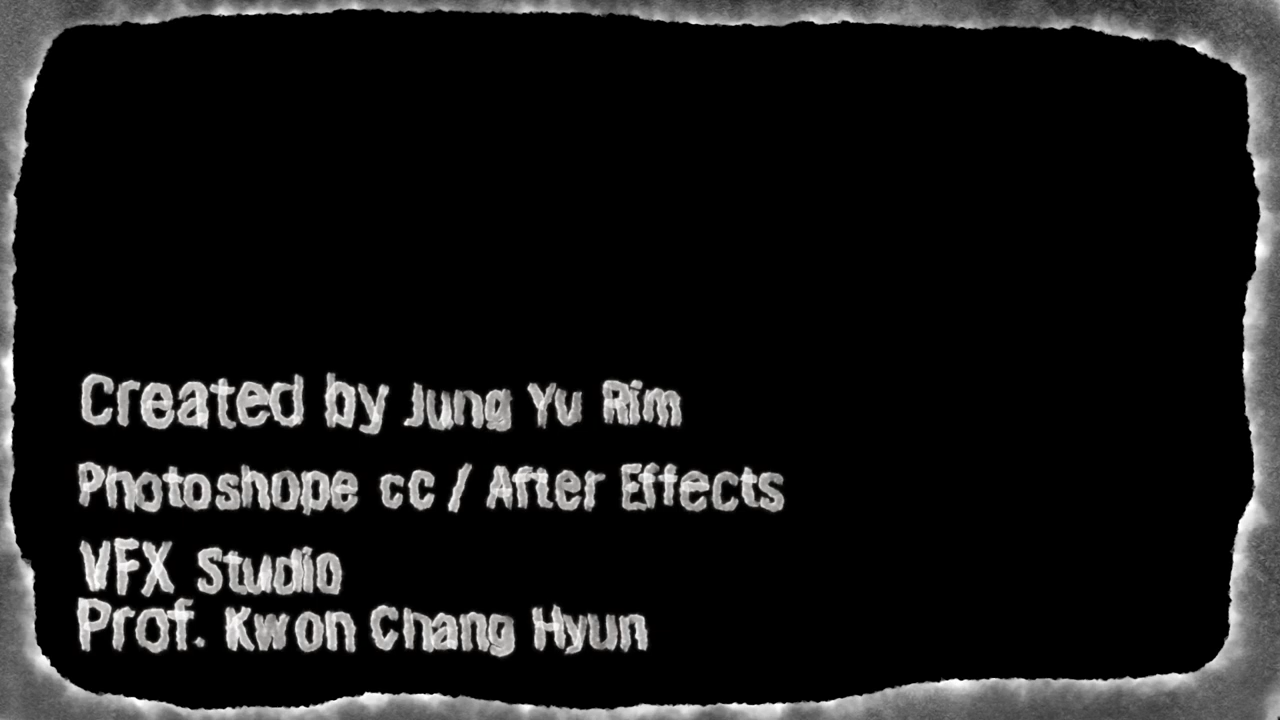 Created by Jung Yu Rim
Photoshope cc / After Effects
VFX Studio
Prof. Kwon Chang Hyun